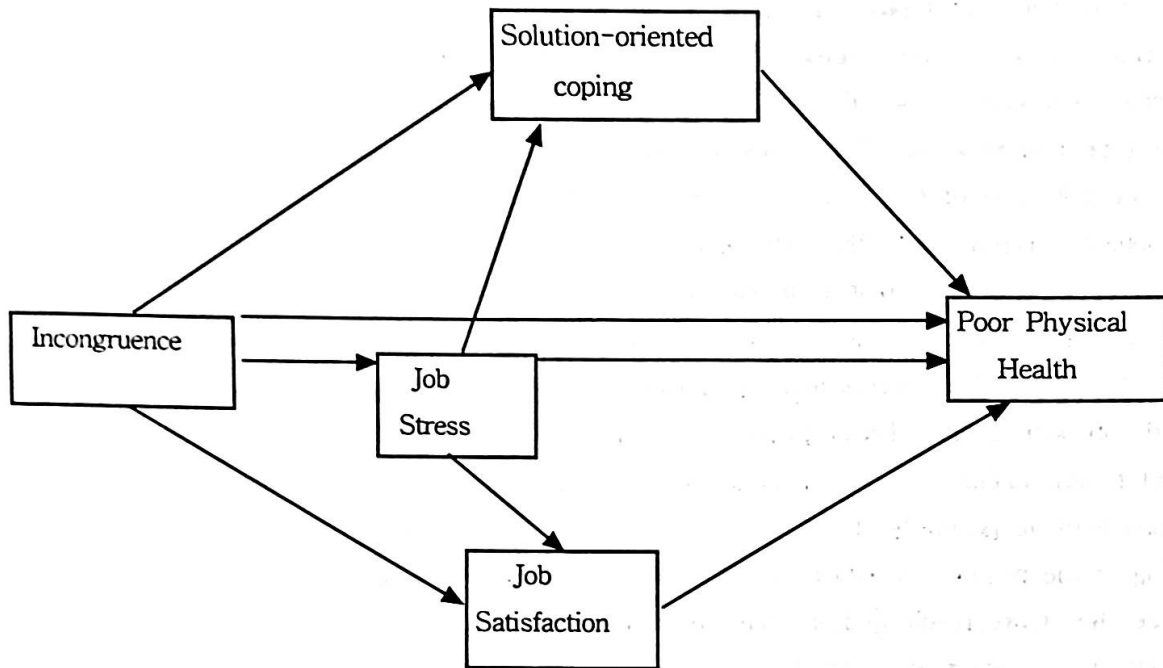 Solution-oriented
coping
Incongruence
Job
Stress
Poor Physical
Health
Job
Satisfaction